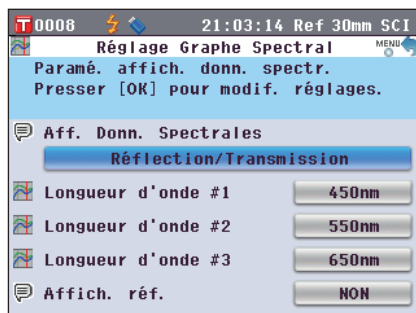 T0008 21:03:14 Ref 30mm SCI
Réglage Graphe Spectral MENU
Paramé. affich. donn. spectr.
Presser [OK] pour modif. réglages.
Aff. Donn. Spectrales
Réflection/Transmission
Longueur d'onde #1 450nm
Longueur d'onde #2 550nm
Longueur d'onde #3 650nm
Affich. réf. NON